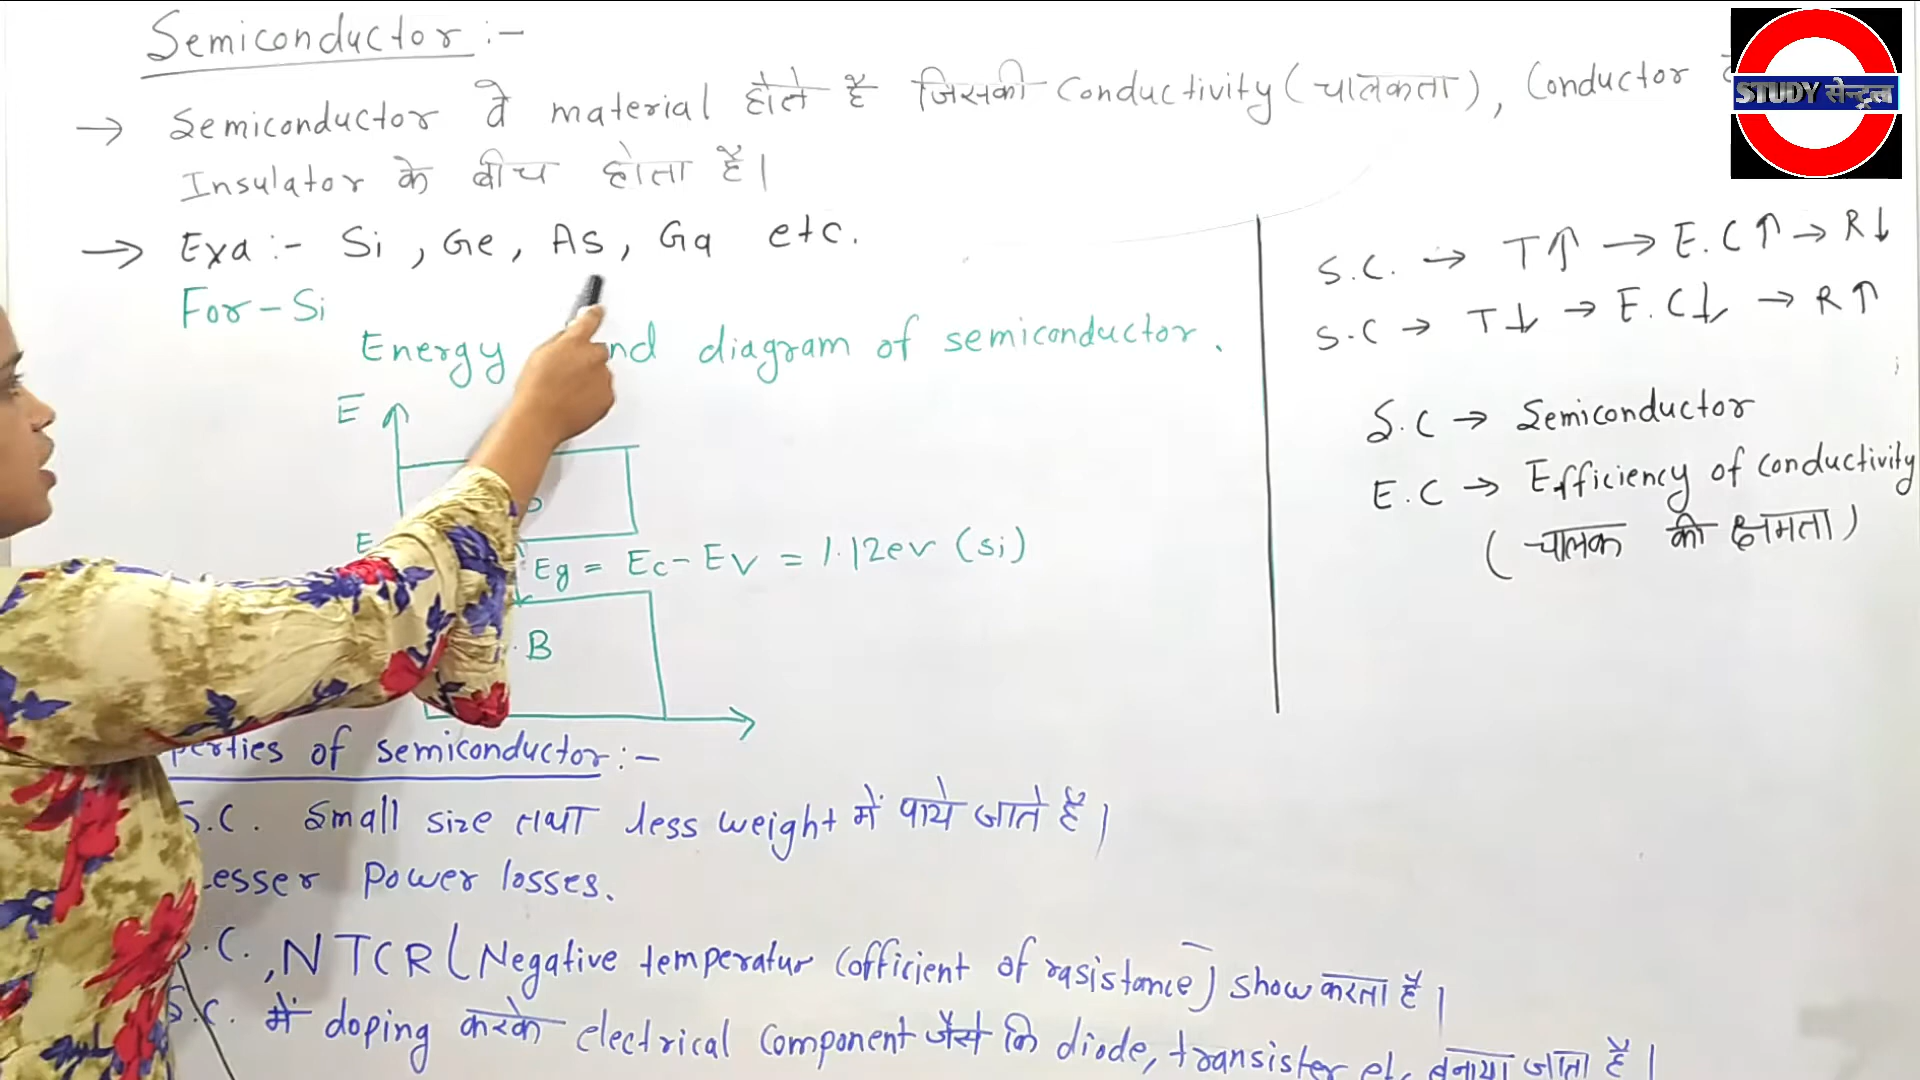 Semiconductor :-
→ Semiconductor वे material होते है जिसकी Conductivity (चालकता), Conductor
Insulator के बीच होता है।
→ Exa :- Si, Ge, As, Ga etc.
For - Si
Energy diagram of semiconductor.
E
Eg = Ec - Ev = 1.12ev (si)
B
perties of semiconductor :-
S.C. Small size तथा less weight में पाये जाते हैं।
Lesser Power losses.
S.C., NTCR (Negative temperatur Cofficient of rasistance) show करता हैं।
S.C. में doping करके electrical Component जैसे कि diode, transister et. बनाया जाता हैं।
S.C. → T↑ → E.C↑ → R↓
S.C → T↓ → E.C↓ → R↑
S.C → Semiconductor
E.C → Efficiency of conductivity
(चालक की क्षमता)
STUDY सेन्ट्रल